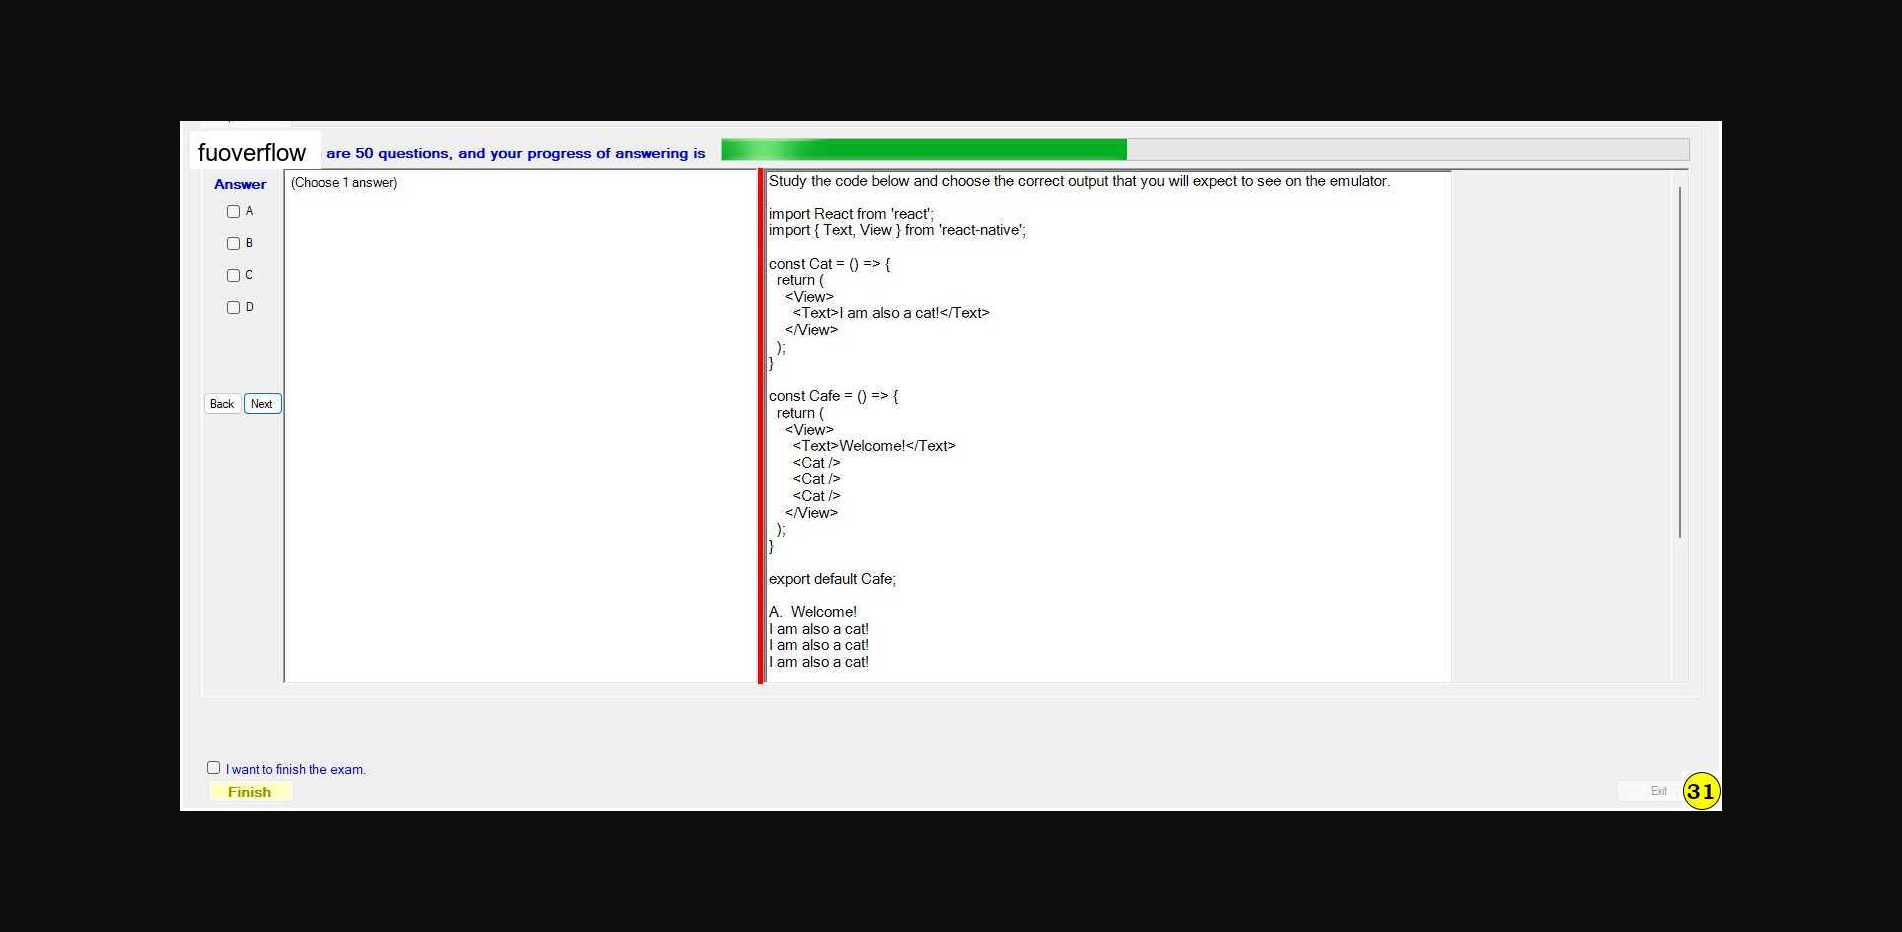 fuoverflow are 50 questions, and your progress of answering is
Answer
A
B
C
D
Back Next
(Choose 1 answer)
Study the code below and choose the correct output that you will expect to see on the emulator.
import React from 'react';
import { Text, View } from 'react-native';
const Cat = () => {
return (
<View>
<Text>I am also a cat!</Text>
</View>
);
}
const Cafe = () => {
return (
<View>
<Text>Welcome!</Text>
<Cat />
<Cat />
<Cat />
</View>
);
}
export default Cafe;
A. Welcome!
I am also a cat!
I am also a cat!
I am also a cat!
I want to finish the exam.
Finish
Exit
31